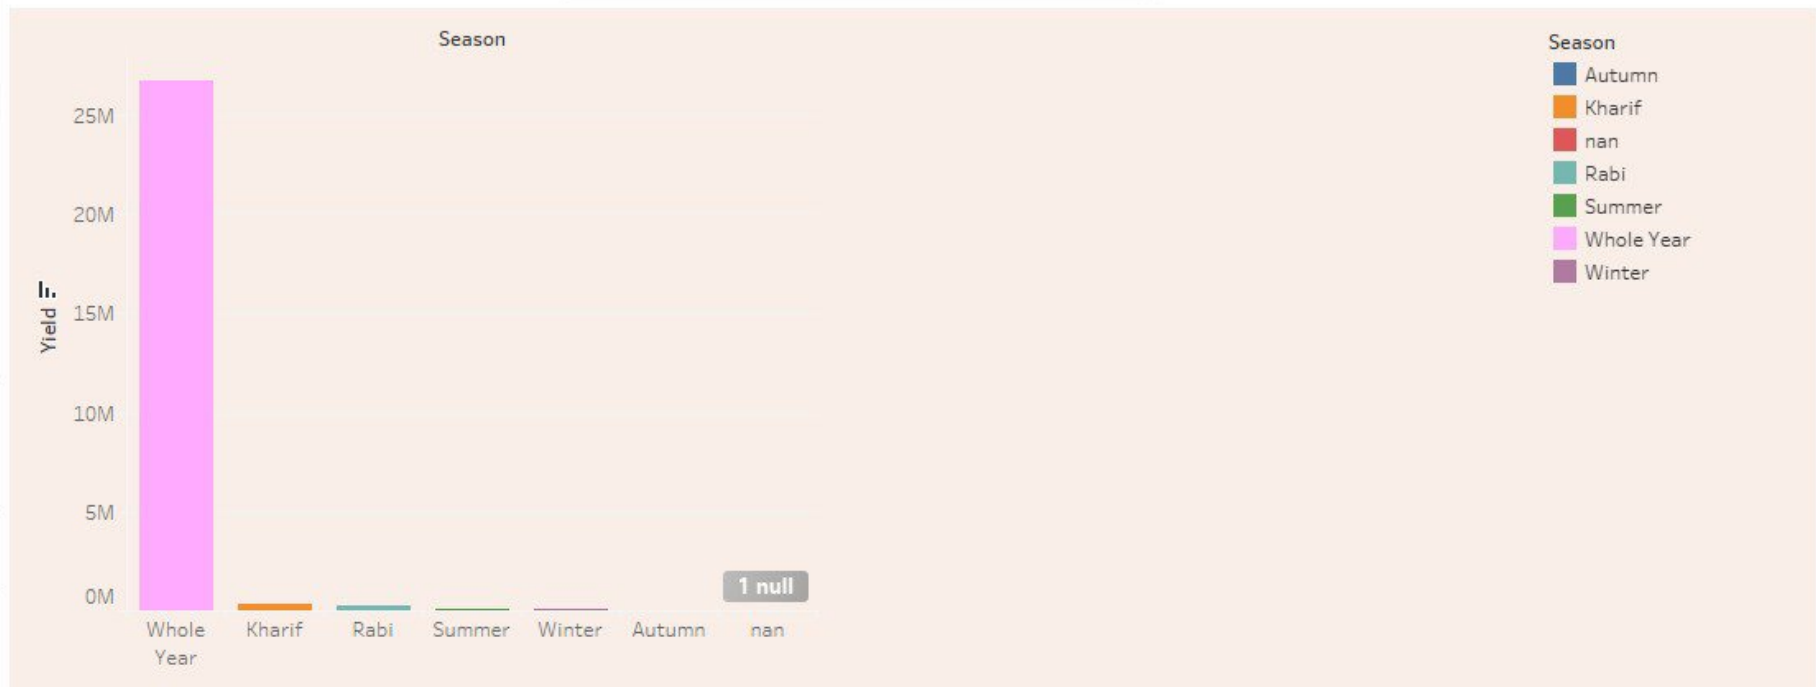 Season
25M
20M
15M
10M
5M
0M
Yield
1 null
Whole Year
Kharif
Rabi
Summer
Winter
Autumn
nan
Season
Autumn
Kharif
nan
Rabi
Summer
Whole Year
Winter